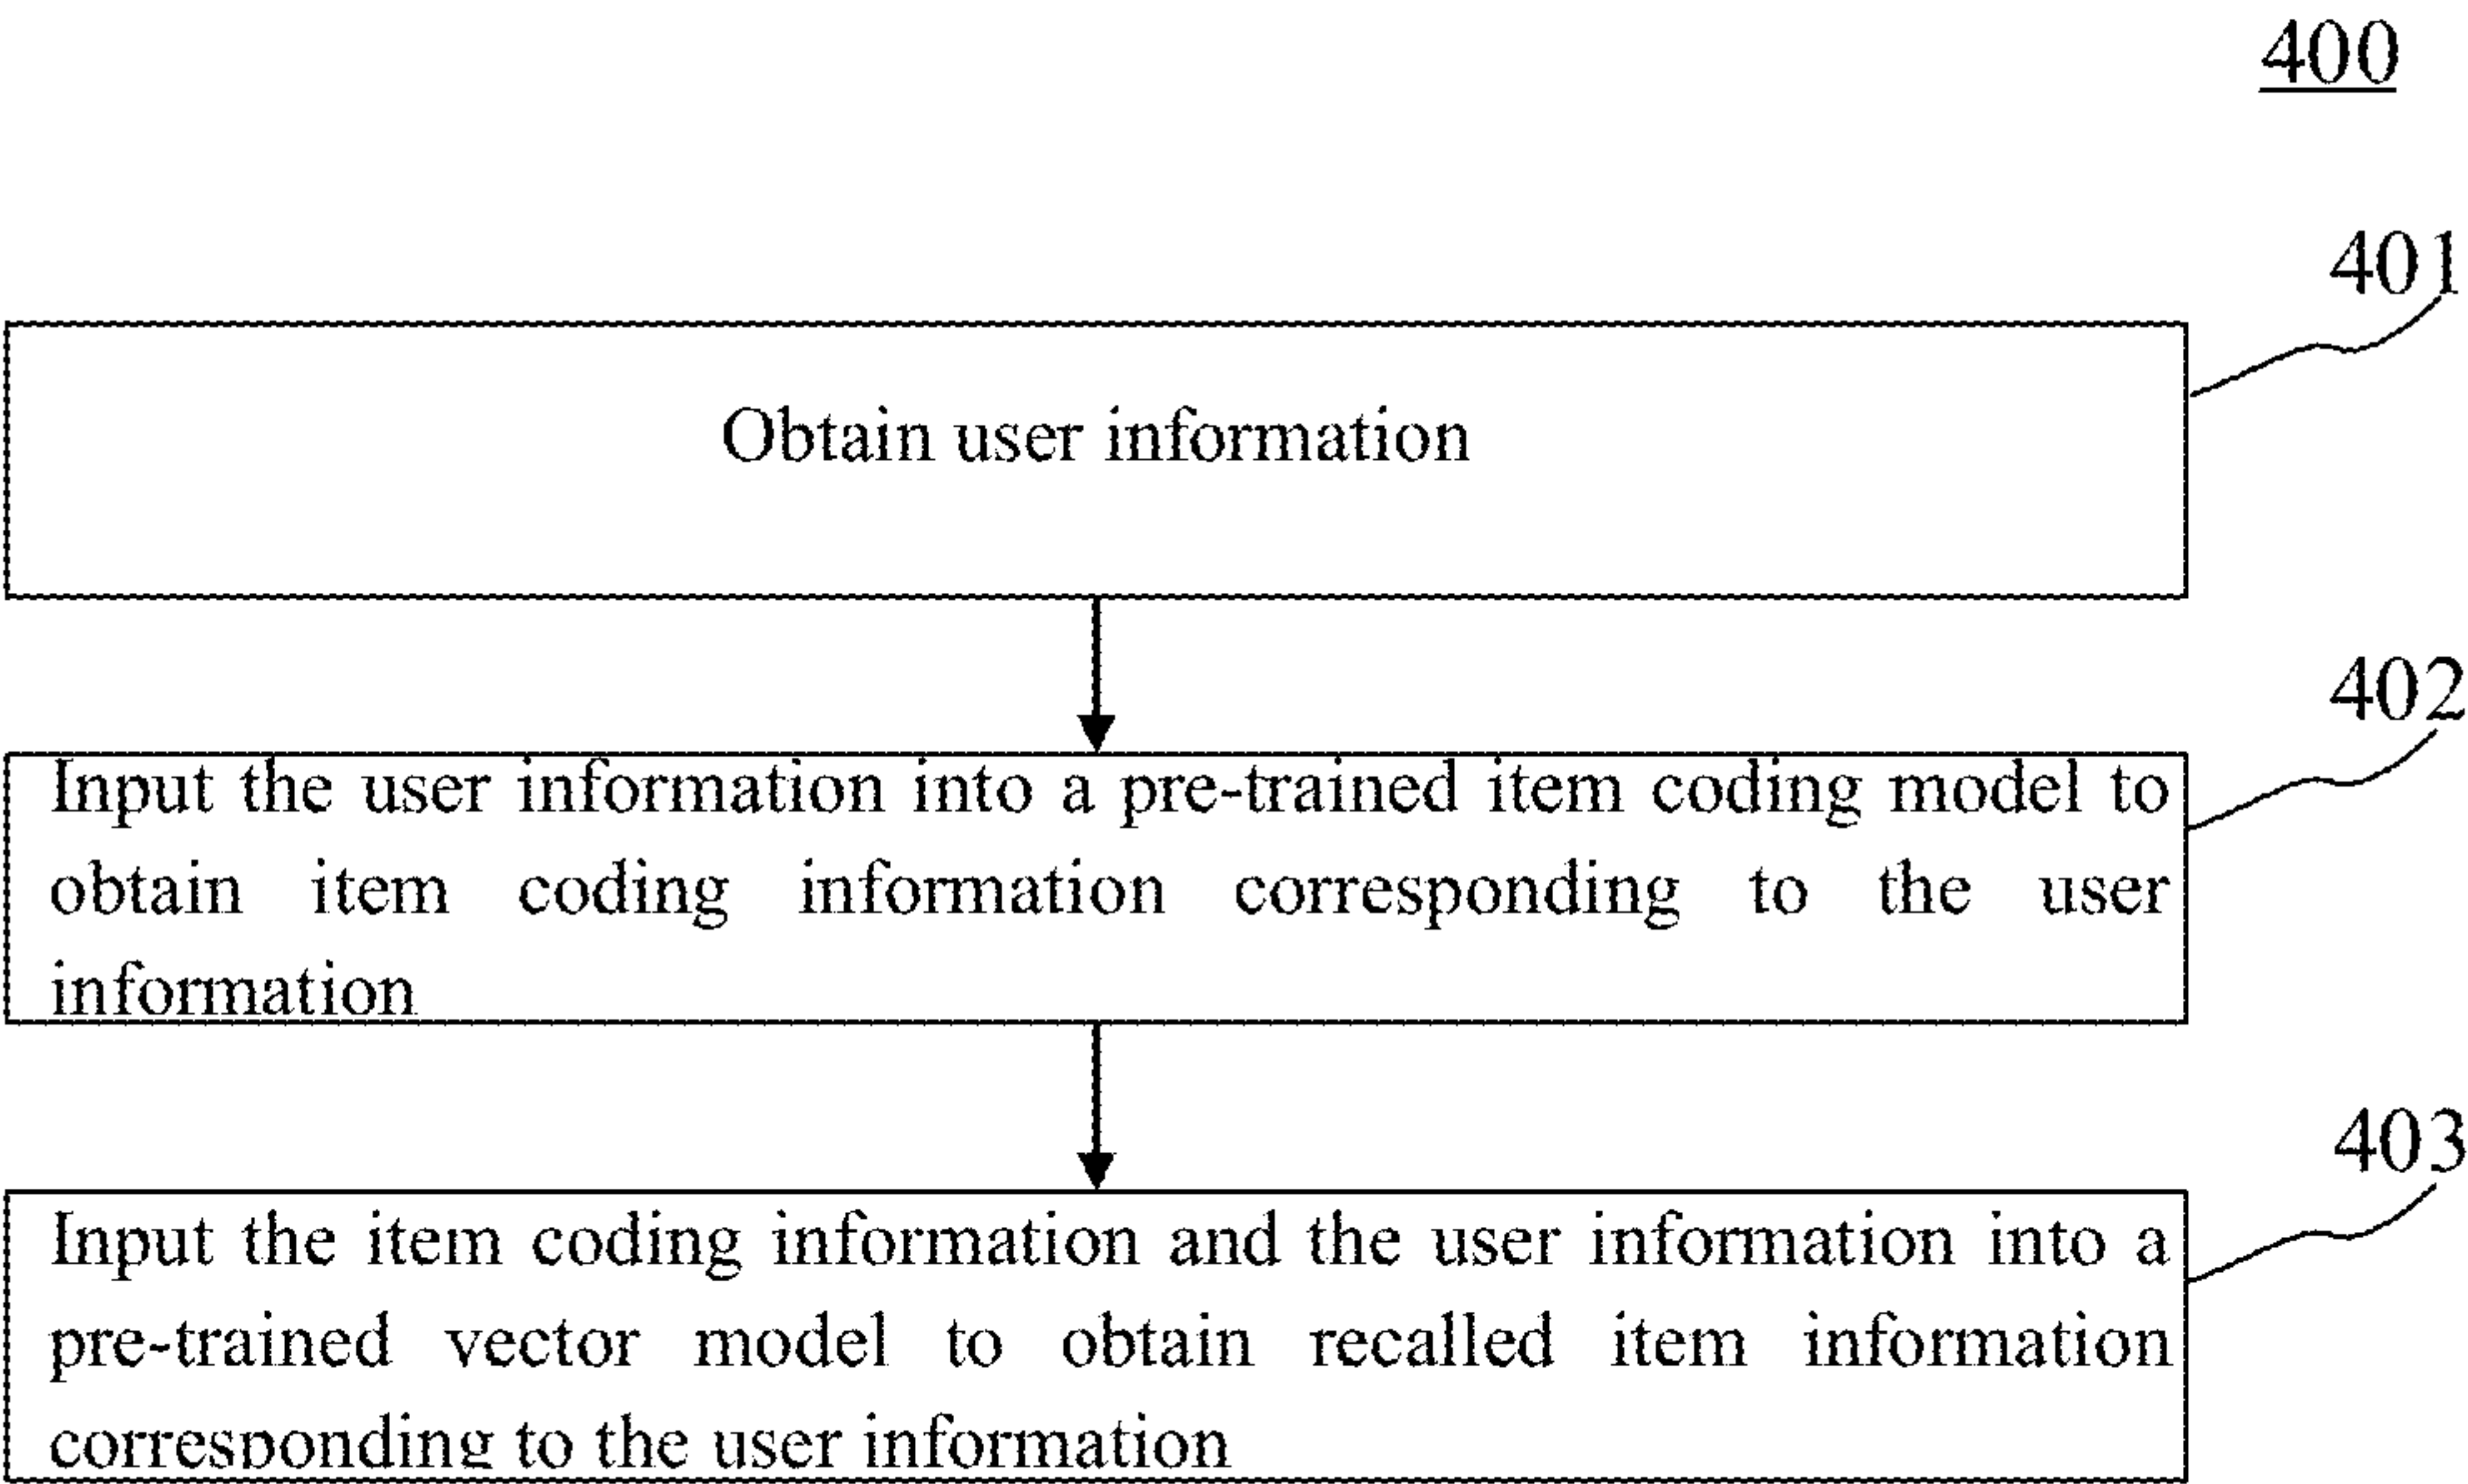 400
401
Obtain user information
402
Input the user information into a pre-trained item coding model to
obtain item coding information corresponding to the user
information
403
Input the item coding information and the user information into a
pre-trained vector model to obtain recalled item information
corresponding to the user information